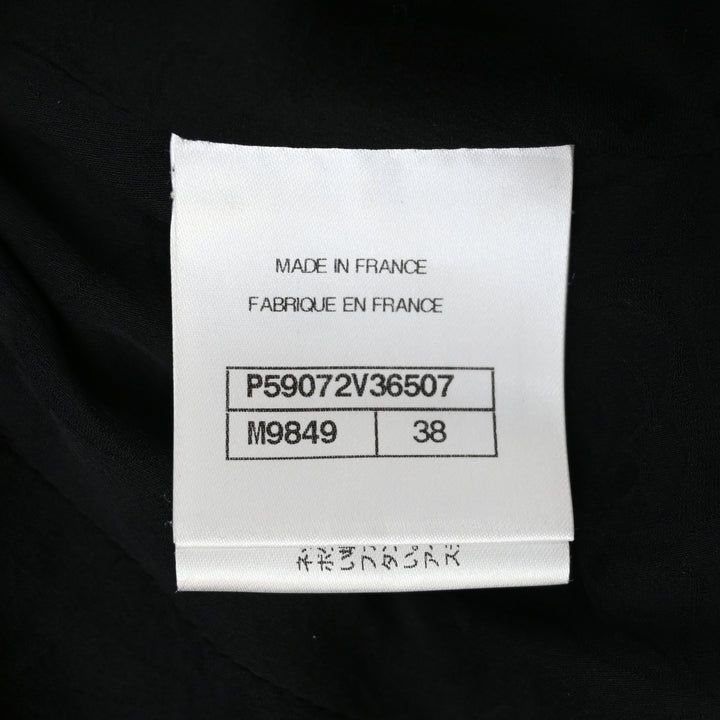 MADE IN FRANCE
FABRIQUE EN FRANCE
P59072V36507
M9849 38